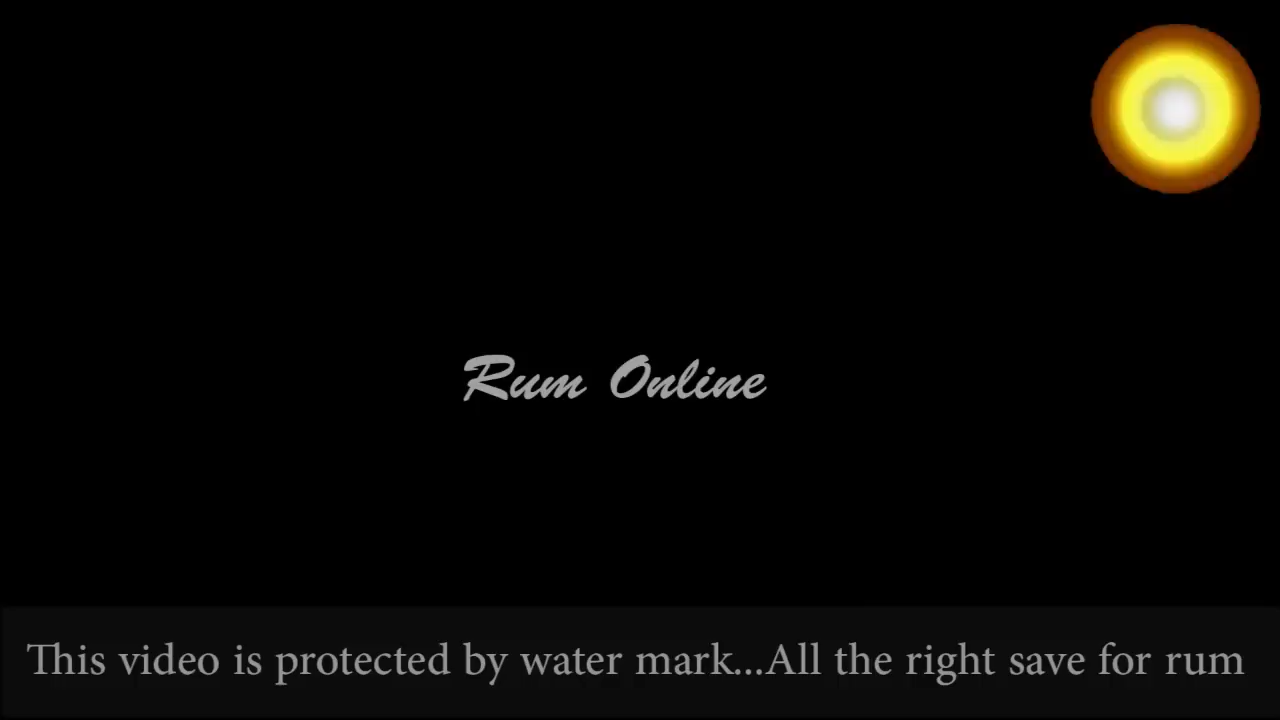 Rum Online
This video is protected by water mark...All the right save for rum